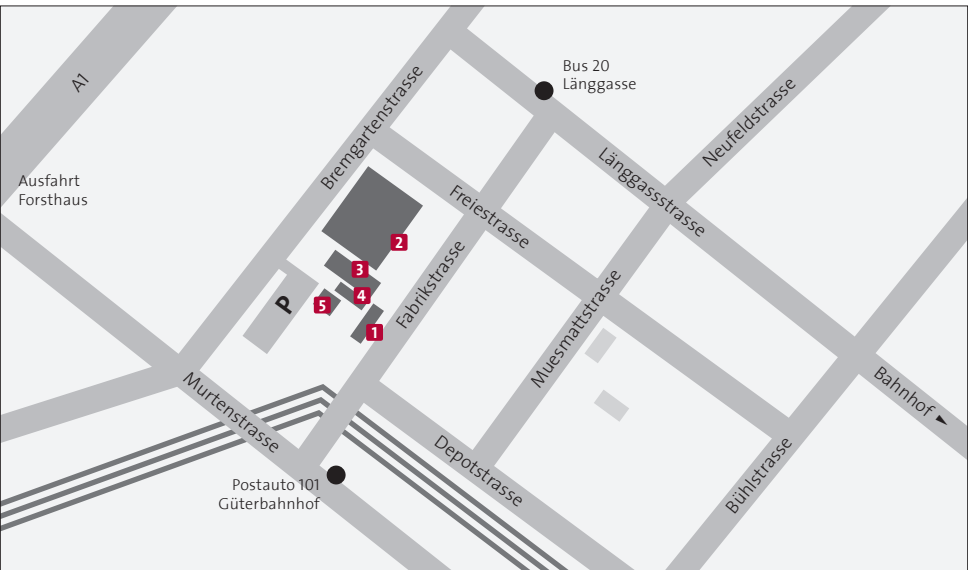 A1
Bus 20
Länggasse
Bremgartenstrasse
Neufeldstrasse
Länggassstrasse
Ausfahrt
Forsthaus
Freiestrasse
2
3
4
5
1
P
Fabrikstrasse
Muesmattstrasse
Murtenstrasse
Bahnhof
Depotstrasse
Bühlstrasse
Postauto 101
Güterbahnhof